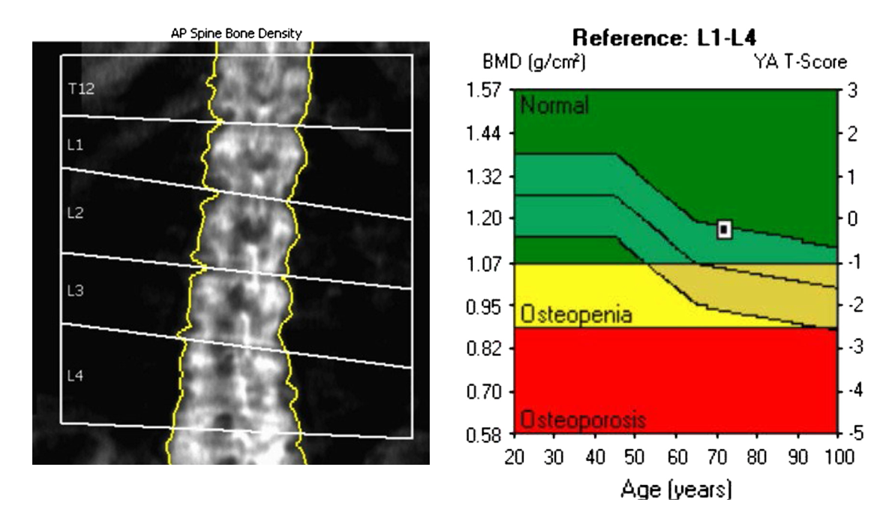 AP Spine Bone Density
T12
L1
L2
L3
L4
Reference: L1-L4
BMD (g/cm²)
YA T-Score
1.57
1.44
1.32
1.20
1.07
0.95
0.82
0.70
0.58
Normal
Osteopenia
Osteoporosis
3
2
1
0
-1
-2
-3
-4
-5
20 30 40 50 60 70 80 90 100
Age (years)